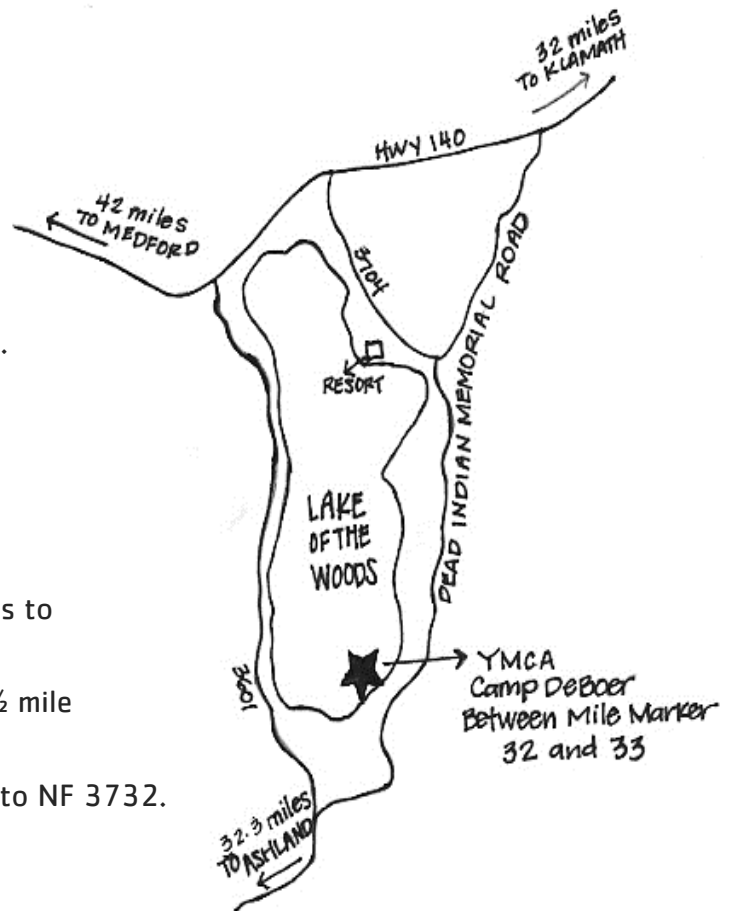 32 miles
TO KLAMATH
HWY 140
42 miles
TO MEDFORD
3704
.
RESORT
DEAD INDIAN MEMORIAL ROAD
LAKE
OF THE
WOODS
s to
YMCA
Camp DeBoer
Between Mile Marker
32 and 33
3601
½ mile
to NF 3732.
32.3 miles
TO ASHLAND